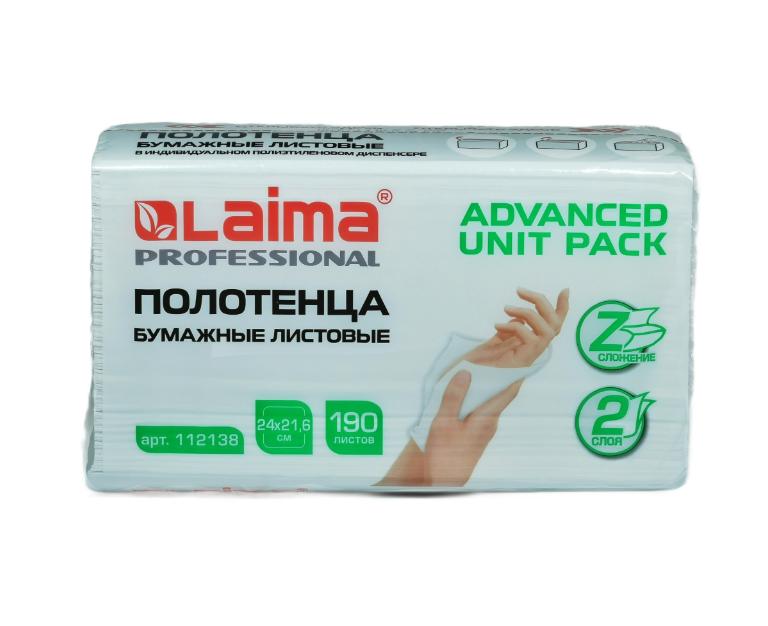 ПОЛОТЕНЦА
БУМАЖНЫЕ ЛИСТОВЫЕ
В ИНДИВИДУАЛЬНОМ ПОЛИЭТИЛЕНОВОМ ДИСПЕНСЕРЕ
Laima®
PROFESSIONAL
ADVANCED
UNIT PACK
ПОЛОТЕНЦА
БУМАЖНЫЕ ЛИСТОВЫЕ
Z
СЛОЖЕНИЕ
2
СЛОЯ
арт. 112138
24x21,6
СМ
190
ЛИСТОВ